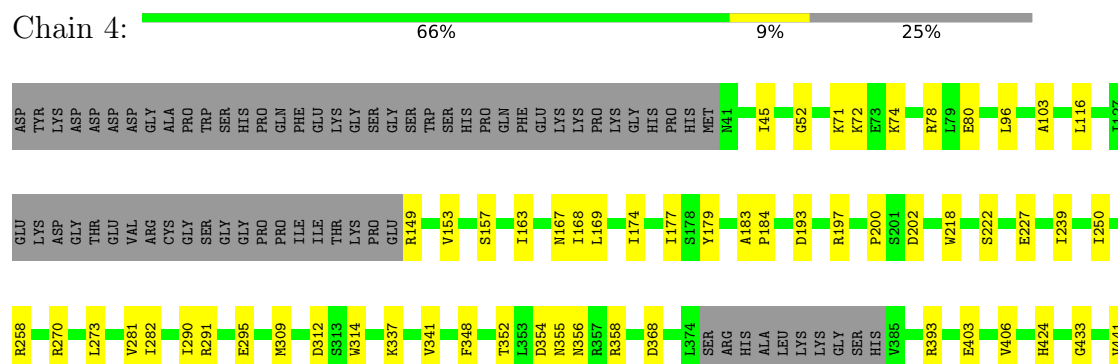 Chain 4:
66% 9% 25%
ASP TYR LYS ASP ASP ASP ASP GLY ALA PRO TRP SER HIS PRO GLN PHE GLU LYS GLY SER GLY SER TRP SER HIS PRO GLN PHE GLU LYS LYS PRO LYS GLY HIS PRO HIS MET N41 I45 G52 K71 K72 E73 K74 R78 L79 E80 L96 A103 L116 I127
GLU LYS ASP GLY THR GLU VAL ARG CYS GLY SER GLY GLY PRO PRO ILE ILE THR LYS PRO GLU R149 V153 S157 I163 N167 I168 L169 I174 I177 S178 Y179 A183 P184 D193 R197 P200 S201 D202 W218 S222 E227 I239 I250
R258 R270 L273 V281 I282 I290 R291 E295 M309 D312 S313 W314 K337 V341 F348 T352 L353 D354 N355 N356 R357 R358 D368 L374 SER ARG HIS ALA LEU LYS LYS GLY SER HIS V385 R393 E403 V406 H424 G433